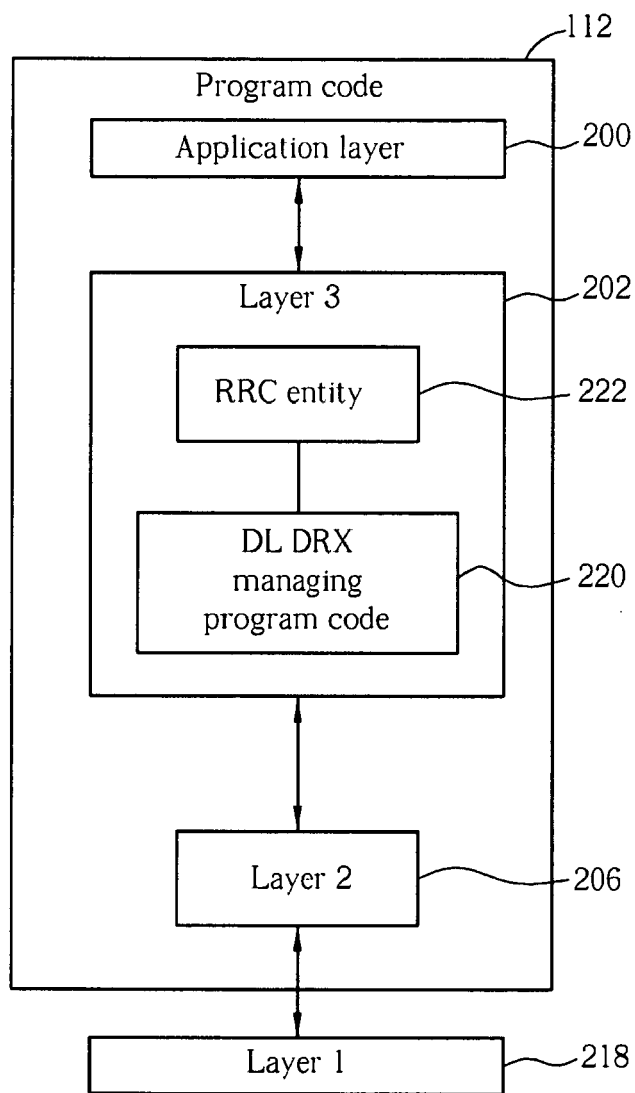 112
Program code
Application layer
200
Layer 3
202
RRC entity
222
DL DRX
managing
program code
220
Layer 2
206
Layer 1
218